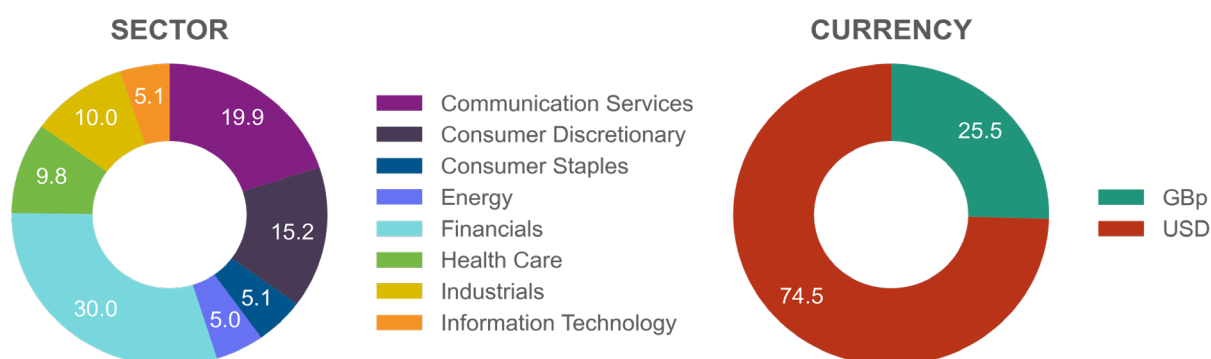 SECTOR
5.1
19.9
10.0
9.8
15.2
30.0
5.0
5.1
Communication Services
Consumer Discretionary
Consumer Staples
Energy
Financials
Health Care
Industrials
Information Technology
CURRENCY
25.5
74.5
GBp
USD